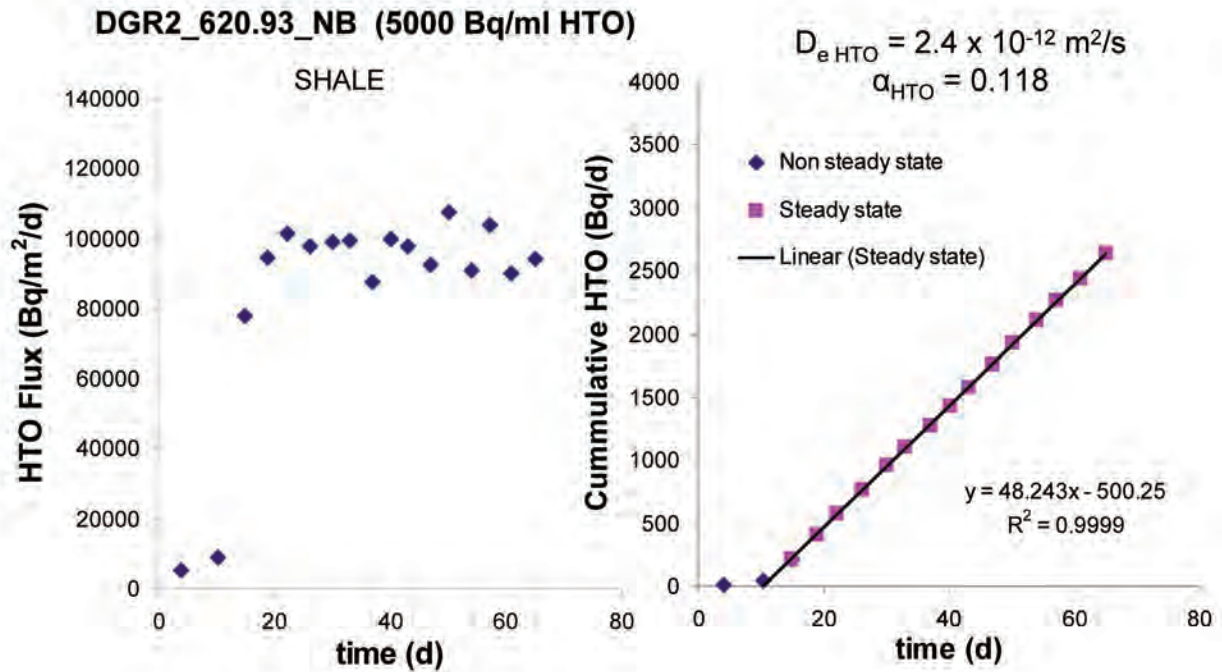 DGR2_620.93_NB (5000 Bq/ml HTO)
SHALE
HTO Flux (Bq/m²/d)
140000
120000
100000
80000
60000
40000
20000
0
0 20 40 60 80
time (d)
Dₑ HTO = 2.4 x 10⁻¹² m²/s
α HTO = 0.118
Cummulative HTO (Bq/d)
4000
3500
3000
2500
2000
1500
1000
500
0
Non steady state
Steady state
Linear (Steady state)
y = 48.243x - 500.25
R² = 0.9999
0 20 40 60 80
time (d)